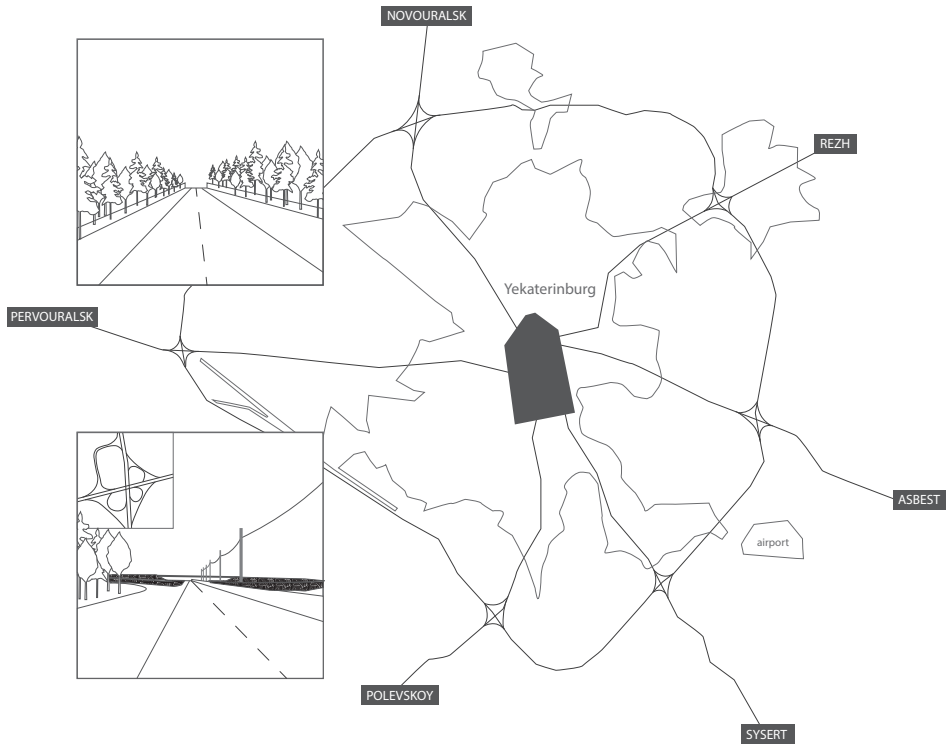 NOVOURALSK
REZH
Yekaterinburg
PERVOURALSK
ASBEST
airport
POLEVSKOY
SYSERT